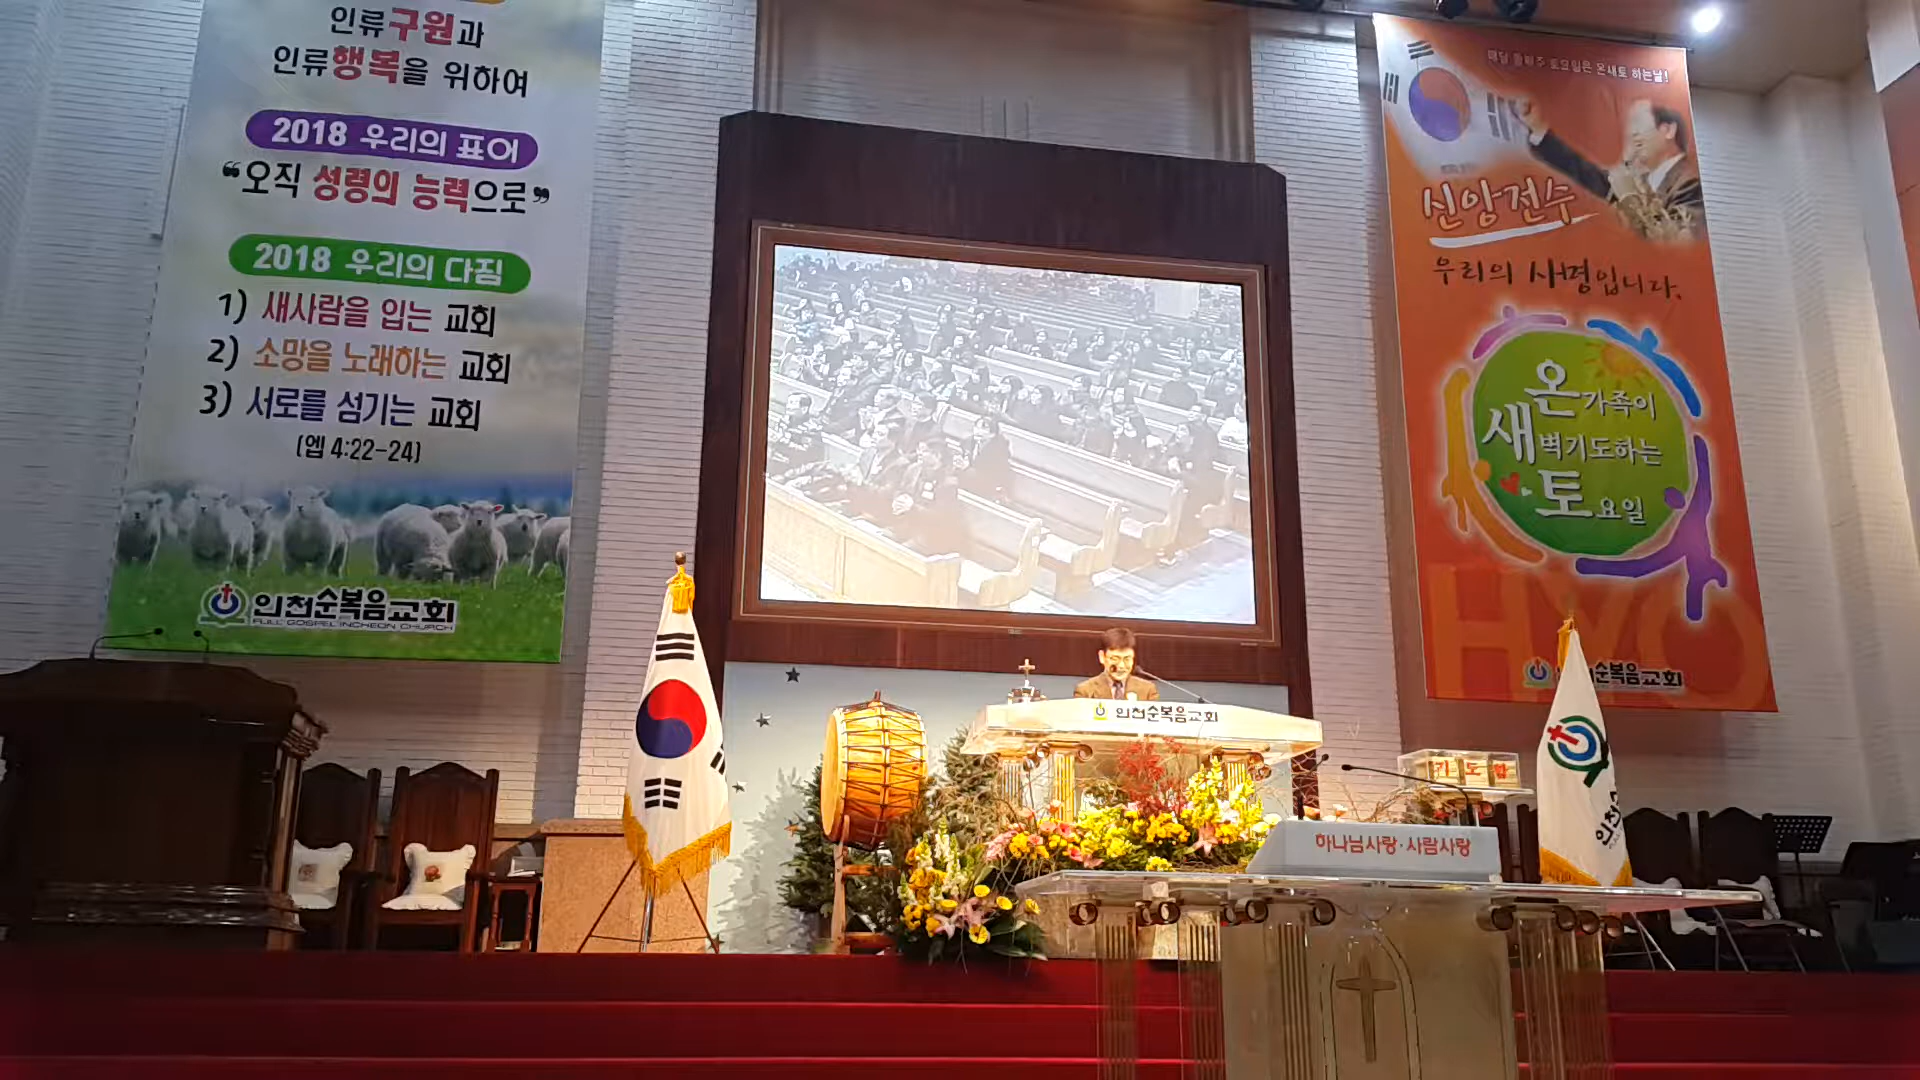 인류구원과
인류행복을 위하여
2018 우리의 표어
“오직 성령의 능력으로”
2018 우리의 다짐
1) 새사람을 입는 교회
2) 소망을 노래하는 교회
3) 서로를 섬기는 교회
(엡 4:22-24)
인천순복음교회
FULL GOSPEL INCHEON CHURCH
매달 둘째주 토요일은 온새토 하는날!
신앙전수
우리의 사명입니다.
온가족이
새벽기도하는
토요일
HYO
인천순복음교회
인천순복음교회
기도함
하나님사랑·사람사랑
인천